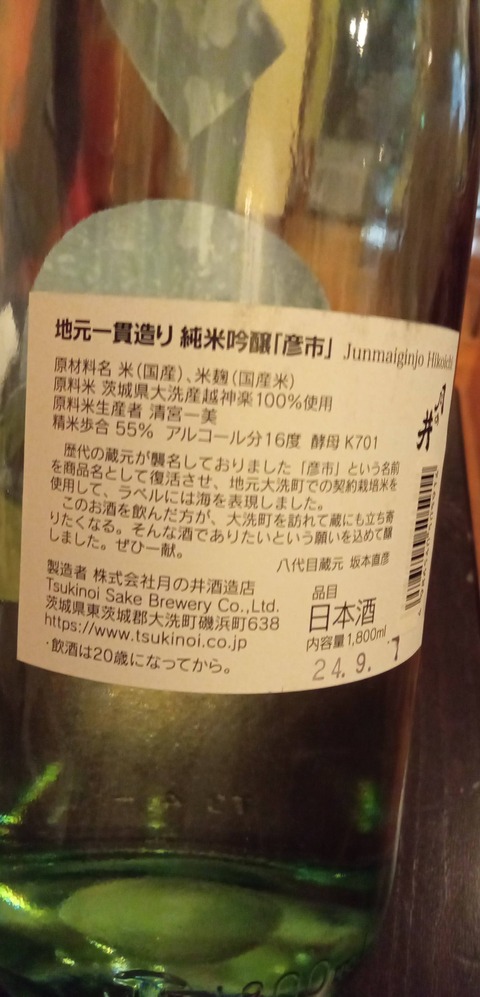 地元一貫造り 純米吟醸「彦市」 Junmaiginjo Hikoichi
原材料名 米(国産)、米麹(国産米)
原料米 茨城県大洗産越神楽100%使用
原料米生産者 清宮一美
精米歩合 55% アルコール分16度 酵母 K701
歴代の蔵元が襲名しておりました「彦市」という名前
を商品名として復活させ、地元大洗町での契約栽培米を
使用して、ラベルには海を表現しました。
このお酒を飲んだ方が、大洗町を訪れて蔵にも立ち寄
りたくなる。そんな酒でありたいという願いを込めて醸
しました。ぜひ一献。
八代目蔵元 坂本直彦
製造者 株式会社月の井酒造店
Tsukinoi Sake Brewery Co.,Ltd.
茨城県東茨城郡大洗町磯浜町638
https://www.tsukinoi.co.jp
・飲酒は20歳になってから。
品目
日本酒
内容量1,800ml
24.9.7
月の井